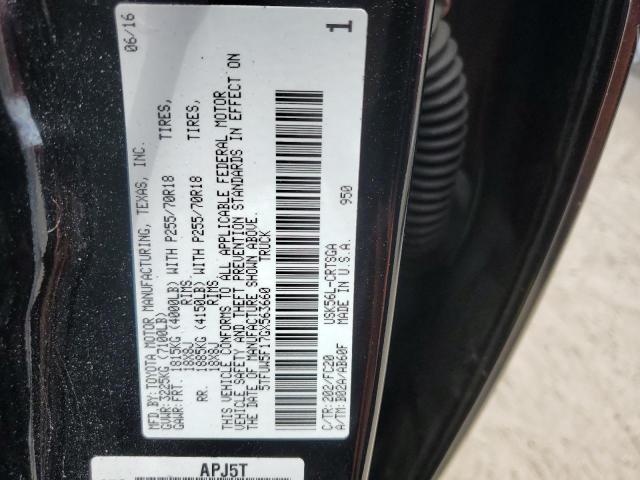 MFD.BY:TOYOTA MOTOR MANUFACTURING, TEXAS, INC. 06/16
GVWR:3225KG (7100LB)
GAWR:FRT. 1815KG (4000LB) WITH P255/70R18 TIRES,
18X8J RIMS
RR. 1885KG (4150LB) WITH P255/70R18 TIRES,
18X8J RIMS
THIS VEHICLE CONFORMS TO ALL APPLICABLE FEDERAL MOTOR
VEHICLE SAFETY AND THEFT PREVENTION STANDARDS IN EFFECT ON
THE DATE OF MANUFACTURE SHOWN ABOVE.
5TFUW5F17GX563660 TRUCK
1
USK56L-CRTSGA 950
C/TR:202/FC20 MADE IN U.S.A.
A/TM:B02A/AB60F
APJ5T